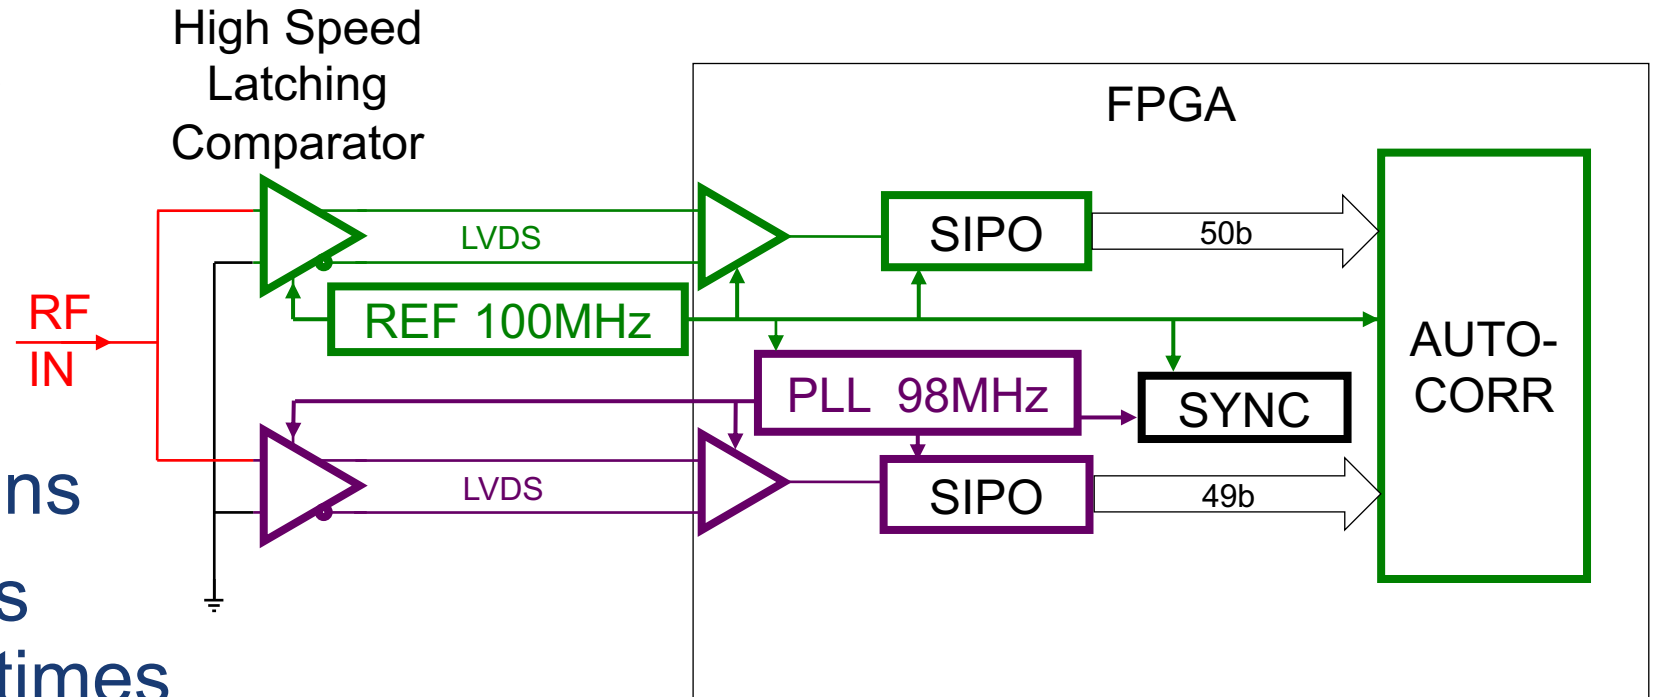 High Speed
Latching
Comparator
FPGA
LVDS
SIPO
50b
REF 100MHz
RF
IN
AUTO-
CORR
PLL 98MHz
SYNC
LVDS
SIPO
49b
ns
s
times